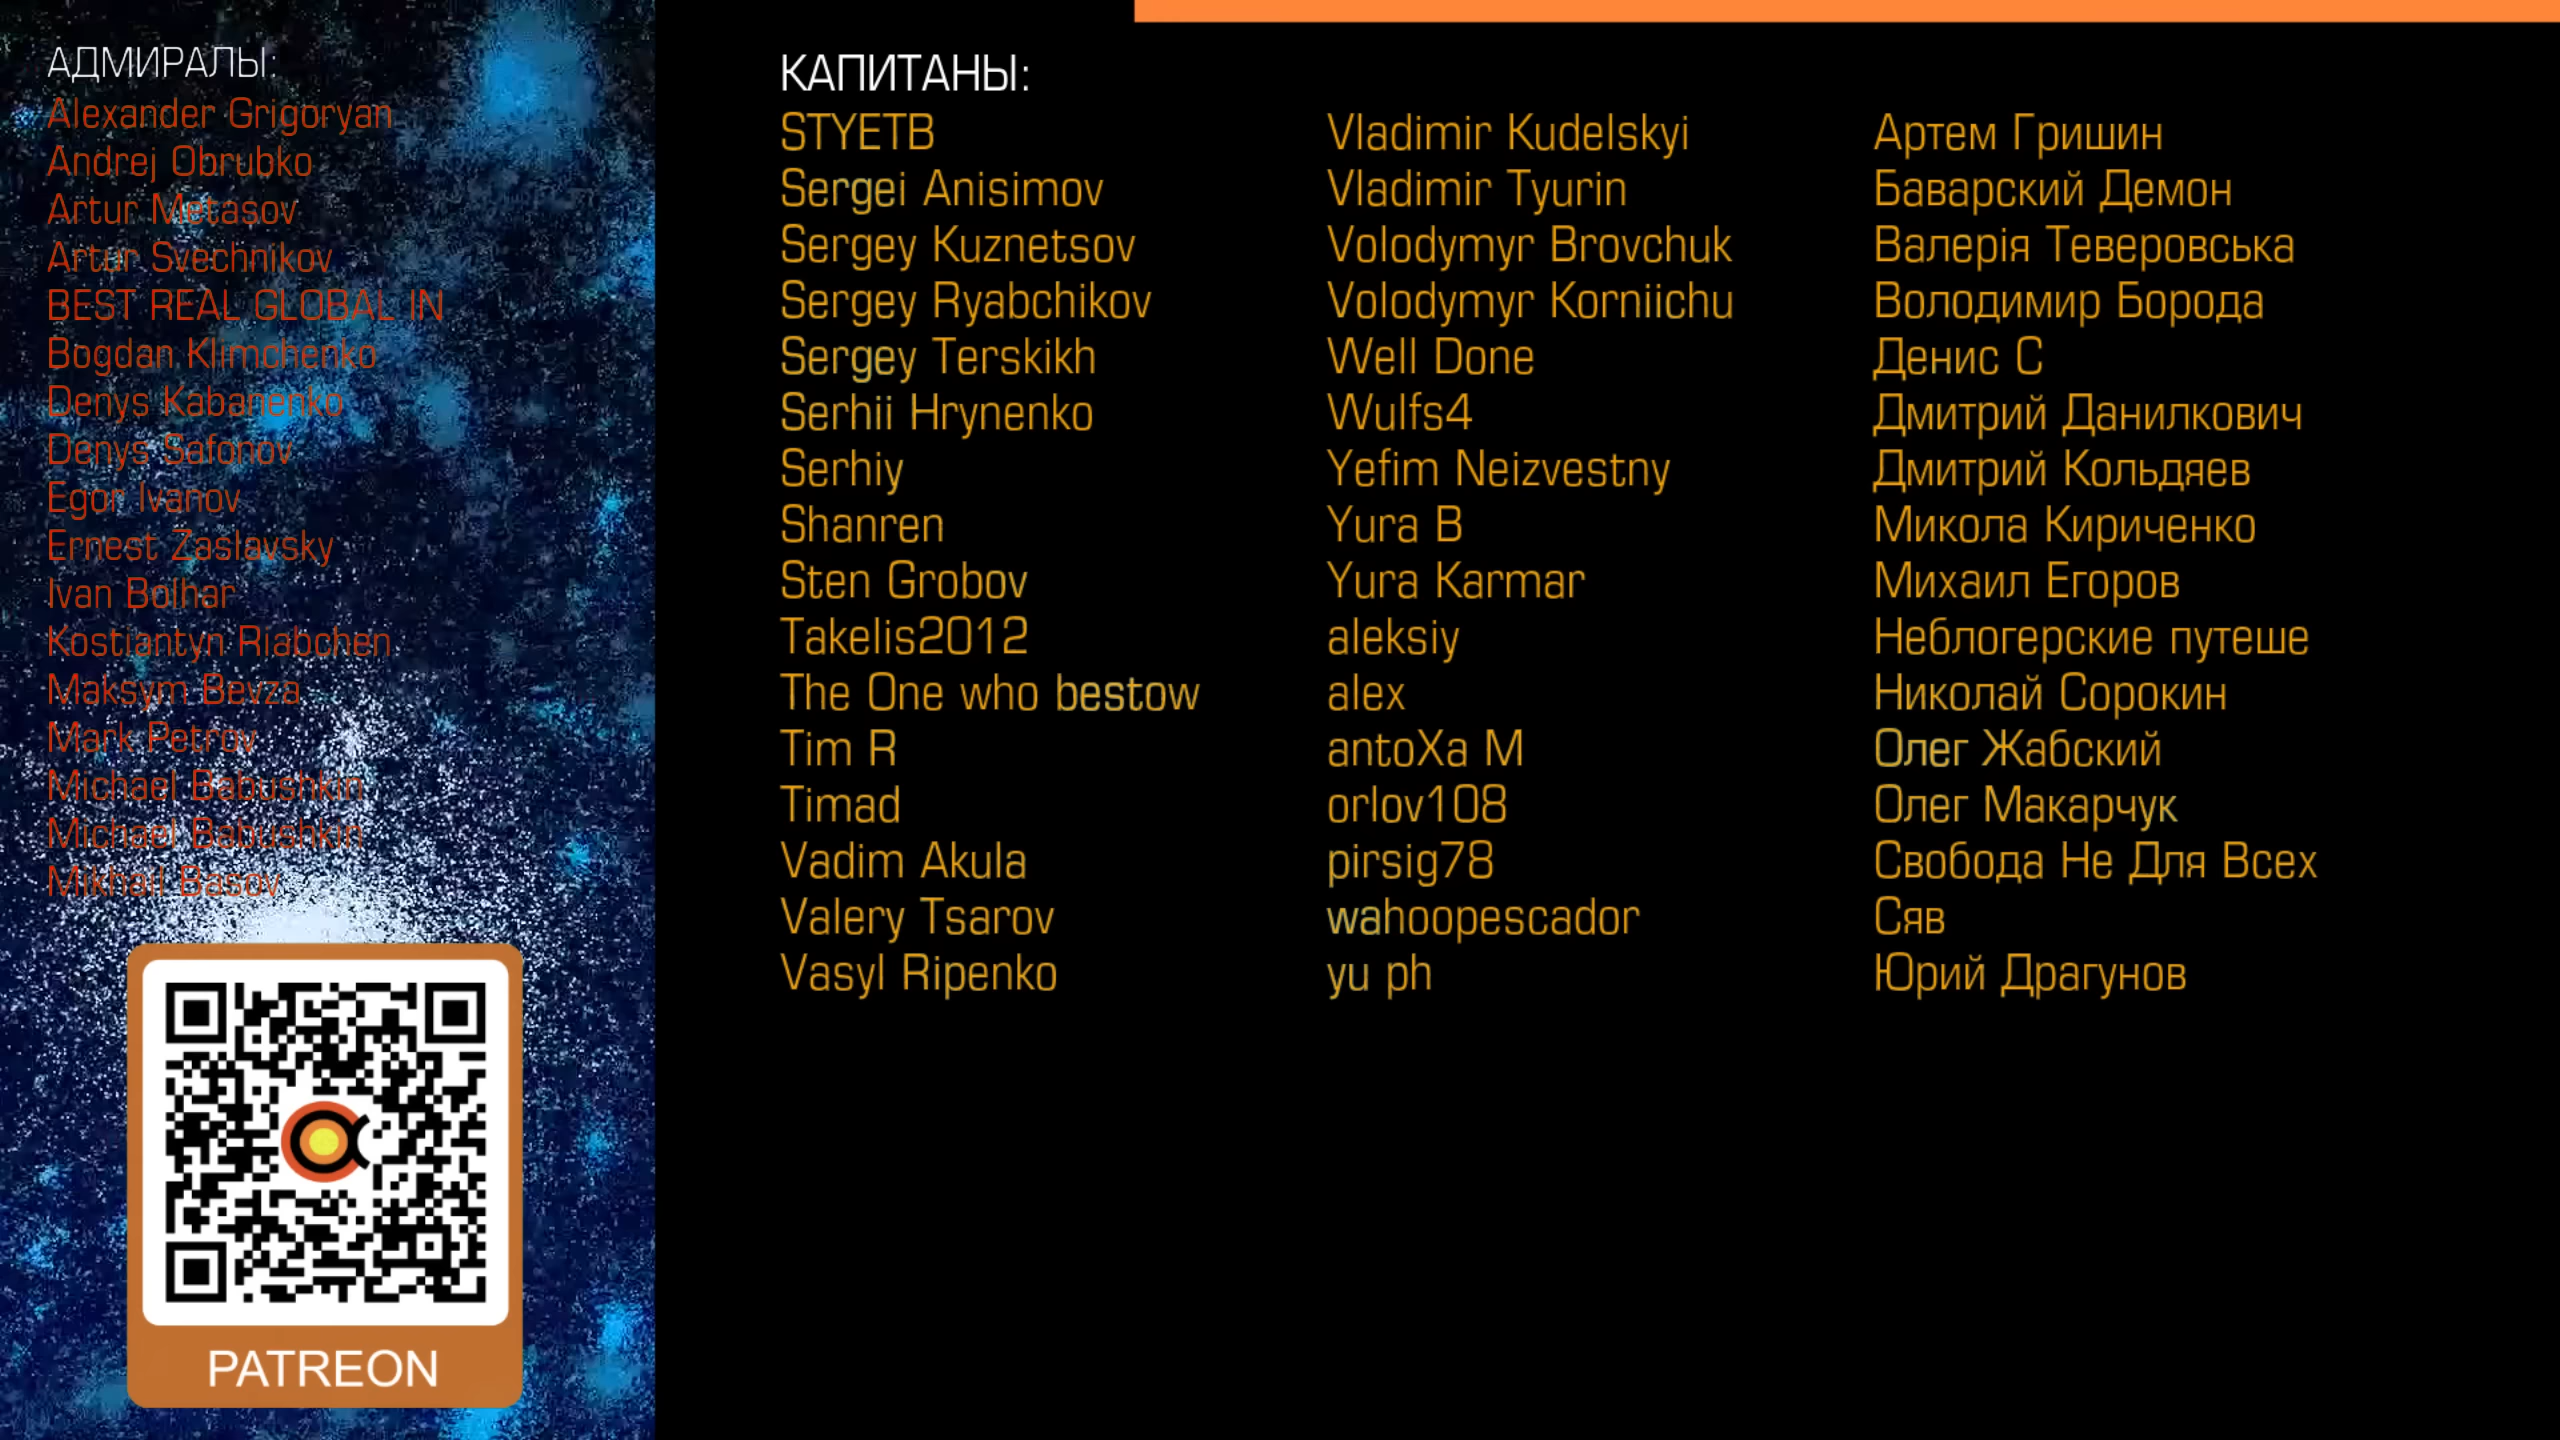 АДМИРАЛЫ:
Alexander Grigoryan
Andrej Obrubko
Artur Metasov
Artur Svechnikov
BEST REAL GLOBAL IN
Bogdan Klimchenko
Denys Kabanenko
Denys Safonov
Egor Ivanov
Ernest Zaslavsky
Ivan Bolhar
Kostiantyn Riabchen
Maksym Bevza
Mark Petrov
Michael Babushkin
Michael Babushkin
Mikhail Basov
PATREON
КАПИТАНЫ:
STYETB
Sergei Anisimov
Sergey Kuznetsov
Sergey Ryabchikov
Sergey Terskikh
Serhii Hrynenko
Serhiy
Shanren
Sten Grobov
Takelis2012
The One who bestow
Tim R
Timad
Vadim Akula
Valery Tsarov
Vasyl Ripenko
Vladimir Kudelskyi
Vladimir Tyurin
Volodymyr Brovchuk
Volodymyr Korniichu
Well Done
Wulfs4
Yefim Neizvestny
Yura B
Yura Karmar
aleksiy
alex
antoXa M
orlov108
pirsig78
wahoopescador
yu ph
Артем Гришин
Баварский Демон
Валерія Теверовська
Володимир Борода
Денис С
Дмитрий Данилкович
Дмитрий Кольдяев
Микола Кириченко
Михаил Егоров
Неблогерские путеше
Николай Сорокин
Олег Жабский
Олег Макарчук
Свобода Не Для Всех
Сяв
Юрий Драгунов